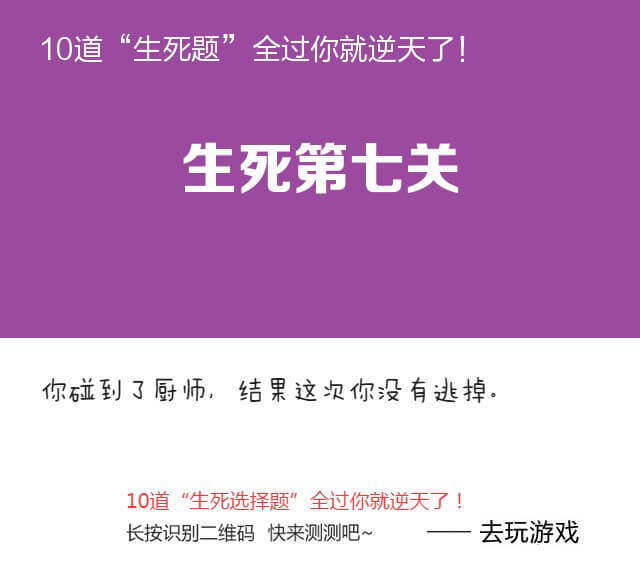 10道“生死题”全过你就逆天了！
生死第七关
你碰到了厨师，结果这次你没有逃掉。
10道“生死选择题”全过你就逆天了！
长按识别二维码 快来测测吧~
—— 去玩游戏